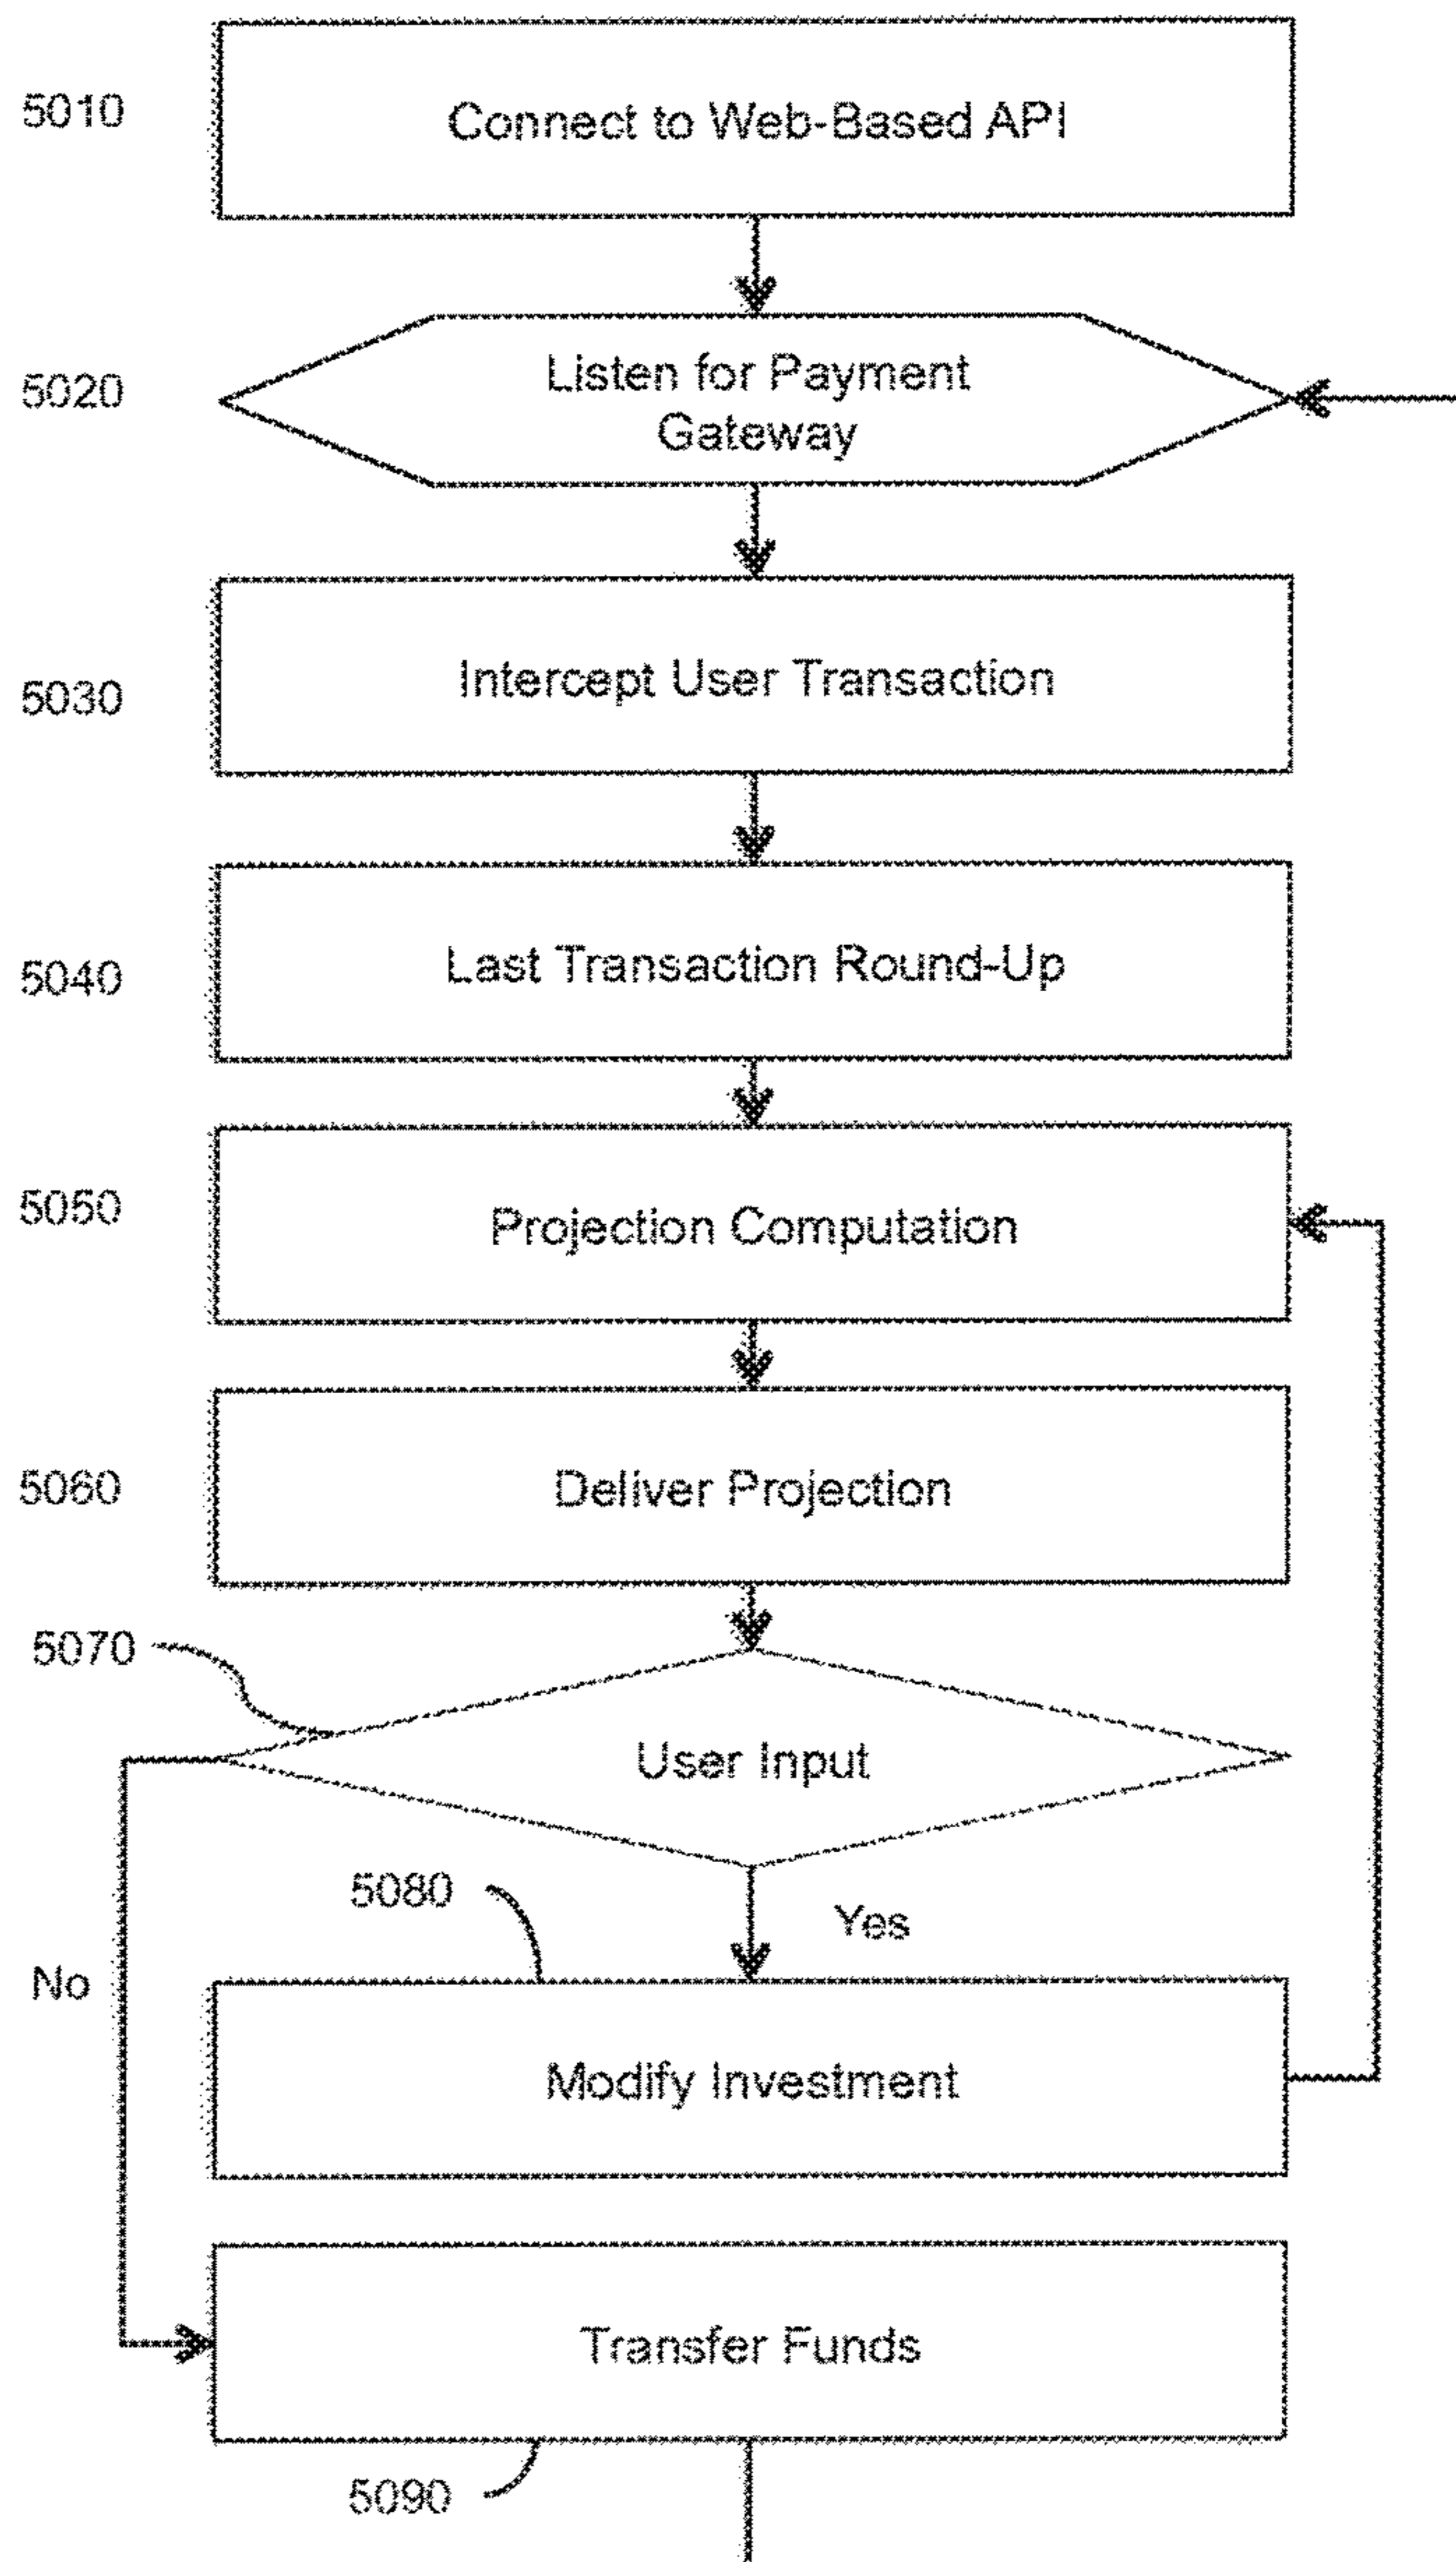 5010
Connect to Web-Based API
5020
Listen for Payment
Gateway
5030
Intercept User Transaction
5040
Last Transaction Round-Up
5050
Projection Computation
5060
Deliver Projection
5070
User Input
5080
Yes
No
Modify Investment
Transfer Funds
5090